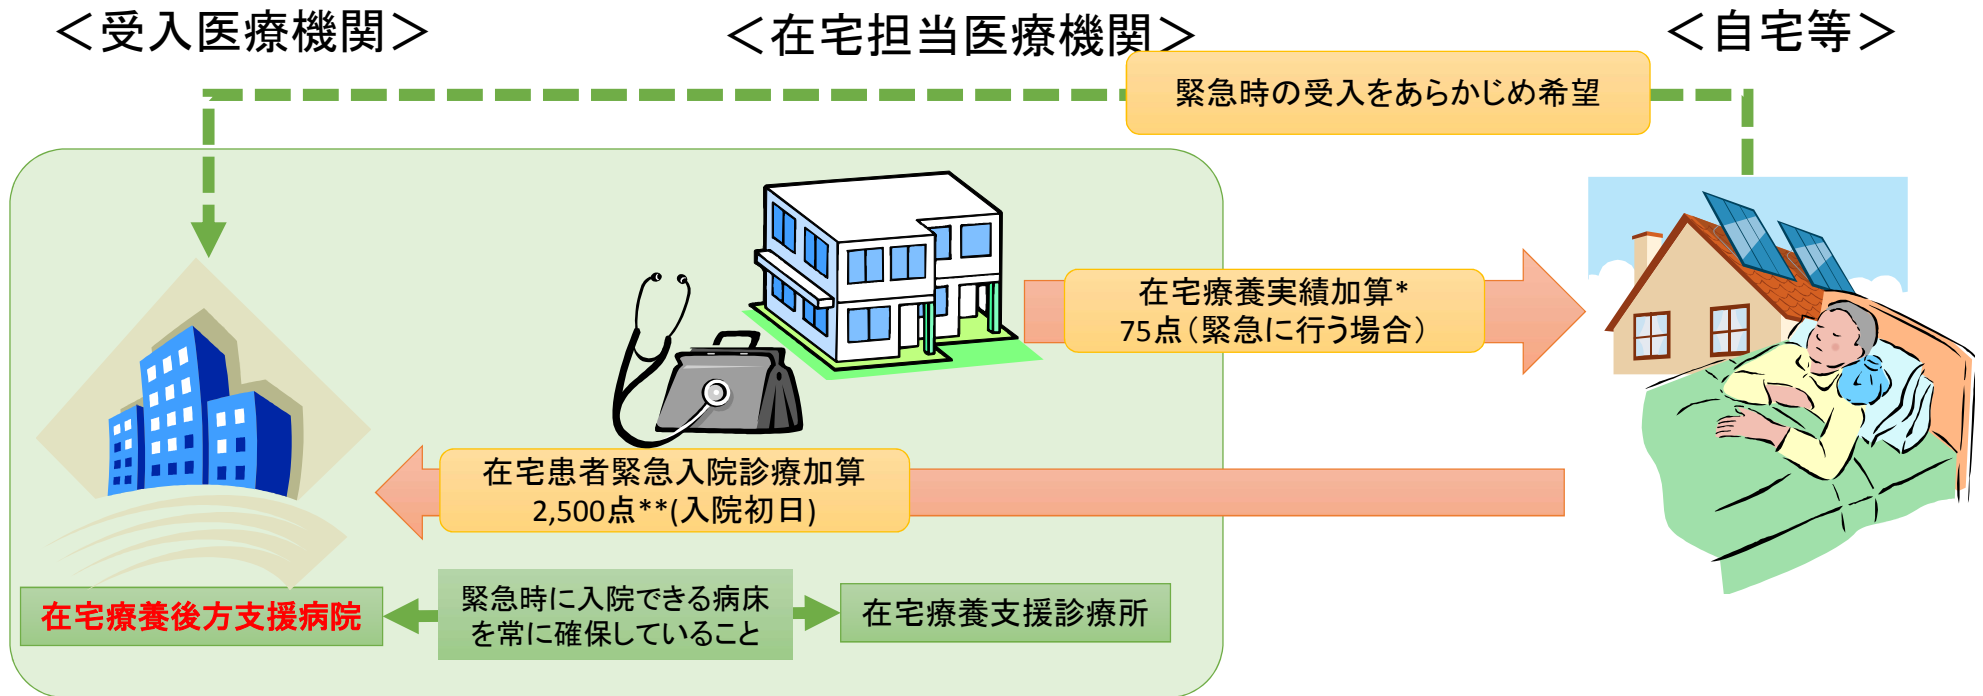 ＜受入医療機関＞
＜在宅担当医療機関＞
＜自宅等＞
緊急時の受入をあらかじめ希望
在宅療養実績加算*
75点（緊急に行う場合）
在宅患者緊急入院診療加算
2,500点**(入院初日)
在宅療養後方支援病院
緊急時に入院できる病床
を常に確保していること
在宅療養支援診療所